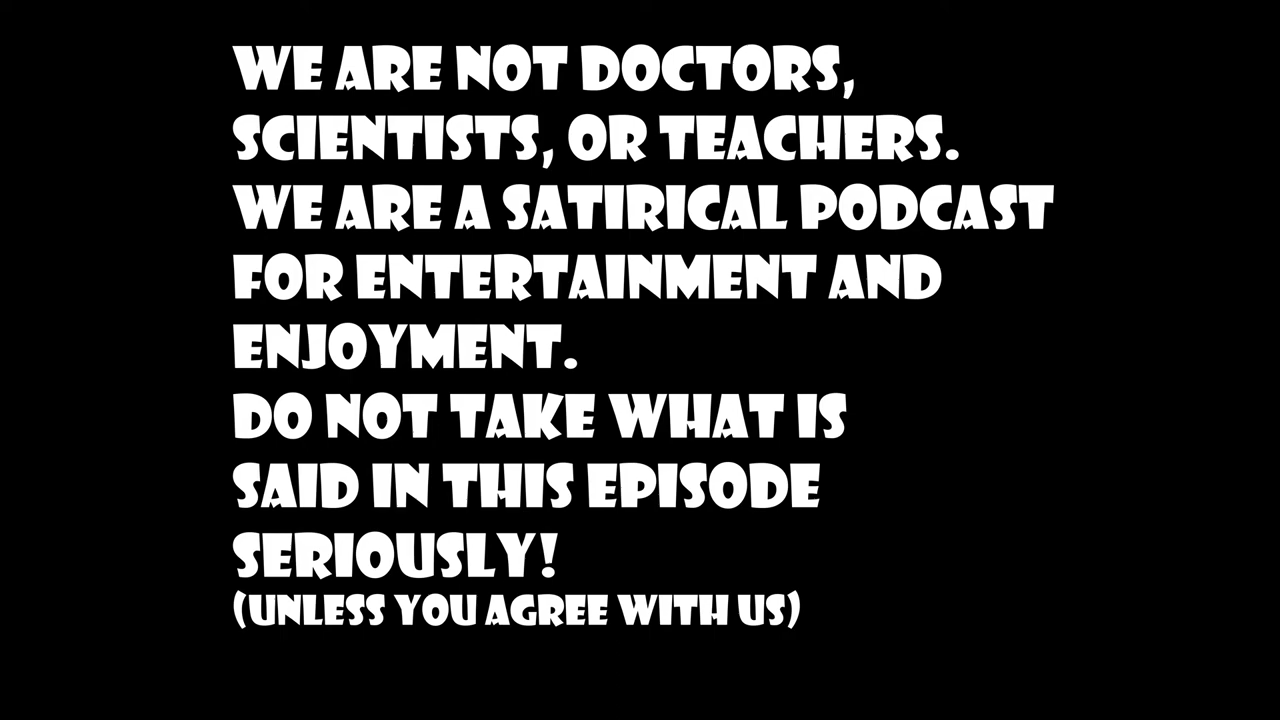 WE ARE NOT DOCTORS,
SCIENTISTS, OR TEACHERS.
WE ARE A SATIRICAL PODCAST
FOR ENTERTAINMENT AND
ENJOYMENT.
DO NOT TAKE WHAT IS
SAID IN THIS EPISODE
SERIOUSLY!
(UNLESS YOU AGREE WITH US)